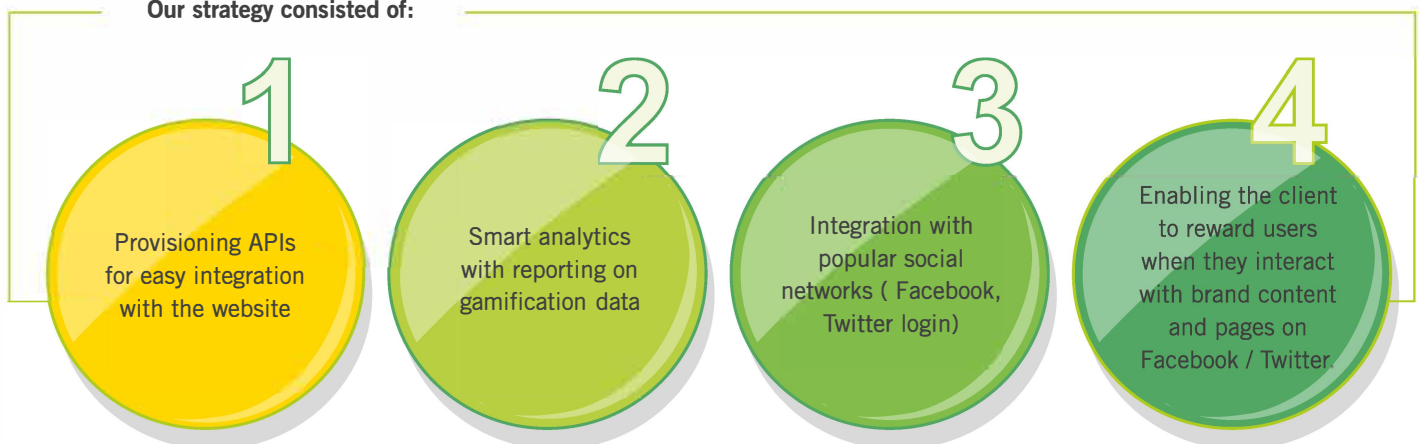 Our strategy consisted of:
1
Provisioning APIs
for easy integration
with the website
2
Smart analytics
with reporting on
gamification data
3
Integration with
popular social
networks ( Facebook,
Twitter login)
4
Enabling the client
to reward users
when they interact
with brand content
and pages on
Facebook / Twitter.